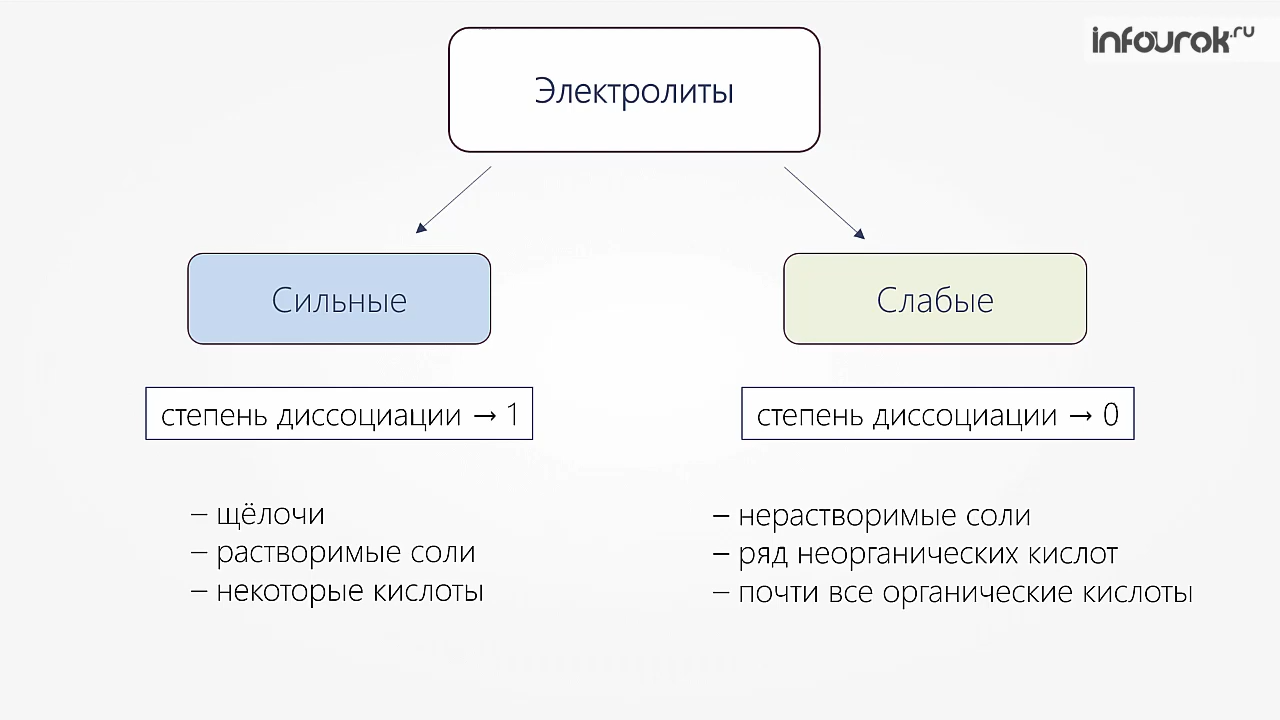 infourok.ru
Электролиты
Сильные
Слабые
степень диссоциации → 1
степень диссоциации → 0
– щёлочи
– растворимые соли
– некоторые кислоты
– нерастворимые соли
– ряд неорганических кислот
– почти все органические кислоты